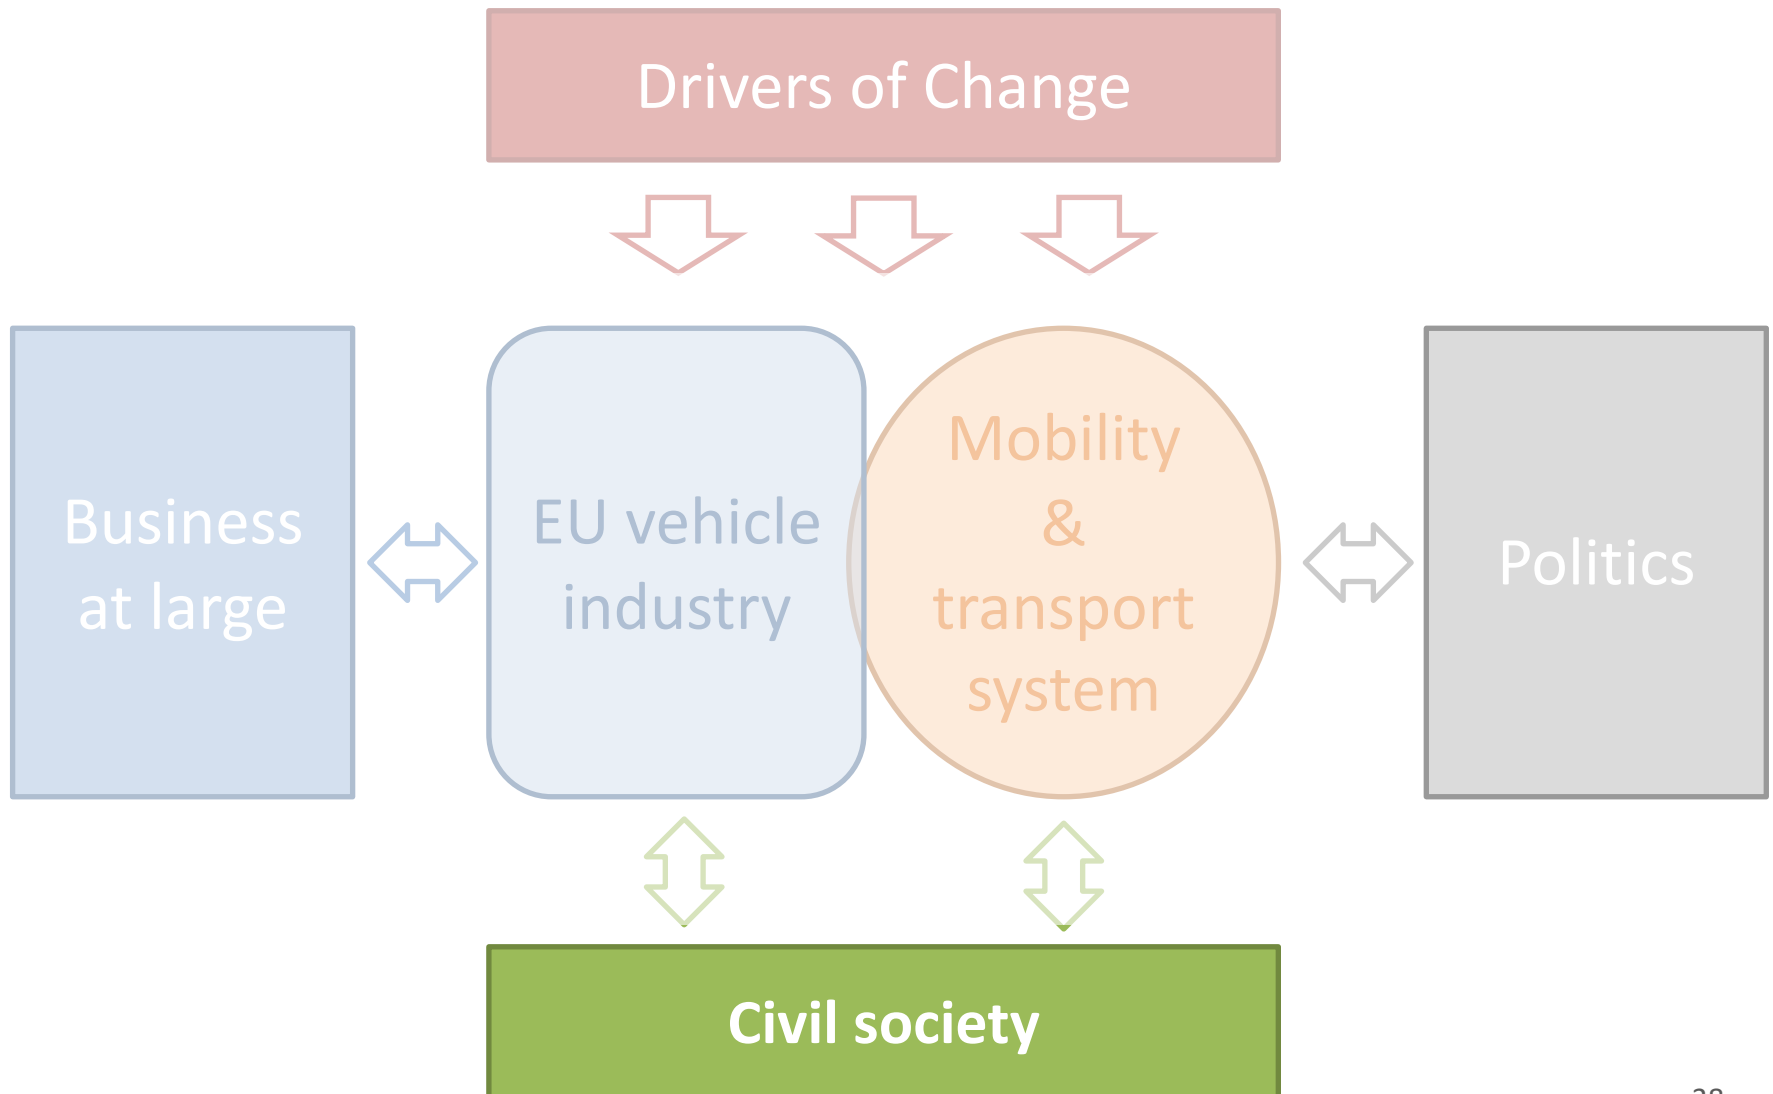 Drivers of Change
Business
at large
EU vehicle
industry
Mobility
&
transport
system
Politics
Civil society